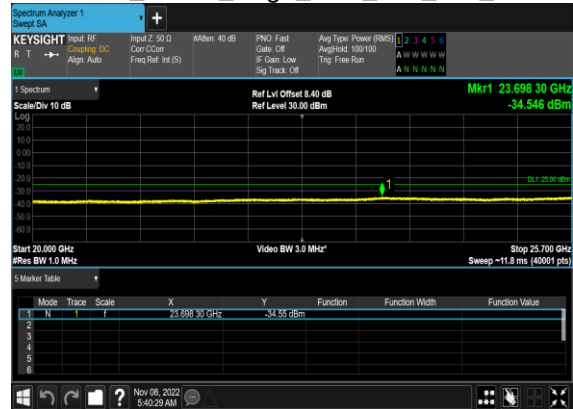 Spectrum Analyzer 1
Swept SA
+
KEYSIGHT Input: RF Input Z: 50 Ω #Atten: 40 dB PNO: Fast Avg Type: Power (RMS) 1 2 3 4 5 6
R T Coupling: DC Corr CCorr Gate: Off Avg|Hold: 100/100 A W W W W W
Align: Auto Freq Ref: Int (S) IF Gain: Low Trig: Free Run
LW Sig Track: Off A N N N N N
1 Spectrum Ref Lvl Offset 8.40 dB Mkr1 23.698 30 GHz
Scale/Div 10 dB Ref Level 30.00 dBm -34.546 dBm
Log
20.0
10.0
0.00
-10.0
-20.0
1 DL1 -25.00 dBm
-30.0
-40.0
-50.0
-60.0
Start 20.000 GHz Video BW 3.0 MHz* Stop 25.700 GHz
#Res BW 1.0 MHz Sweep ~11.8 ms (40001 pts)
5 Marker Table
Mode Trace Scale X Y Function Function Width Function Value
1 N 1 f 23.698 30 GHz -34.55 dBm
2
3
4
5
6
? Nov 08, 2022
5:40:29 AM